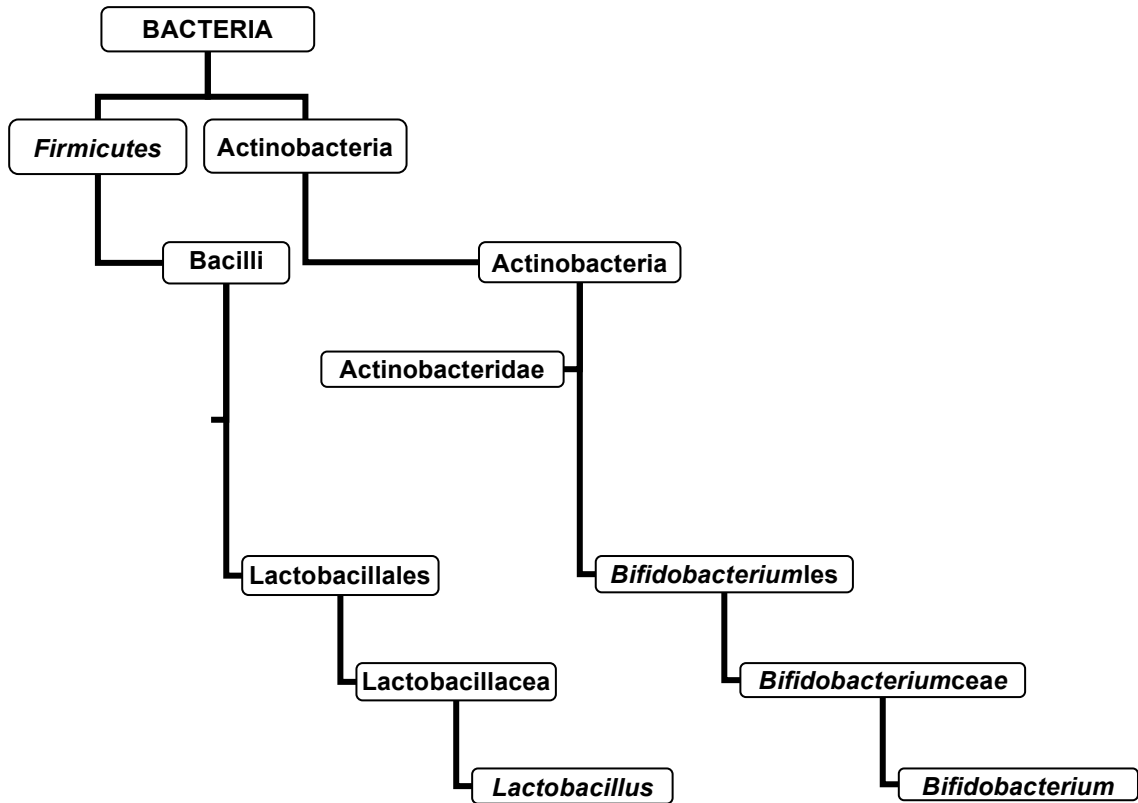 BACTERIA
Firmicutes
Actinobacteria
Bacilli
Actinobacteria
Actinobacteridae
Lactobacillales
Bifidobacteriumles
Lactobacillacea
Bifidobacteriumceae
Lactobacillus
Bifidobacterium